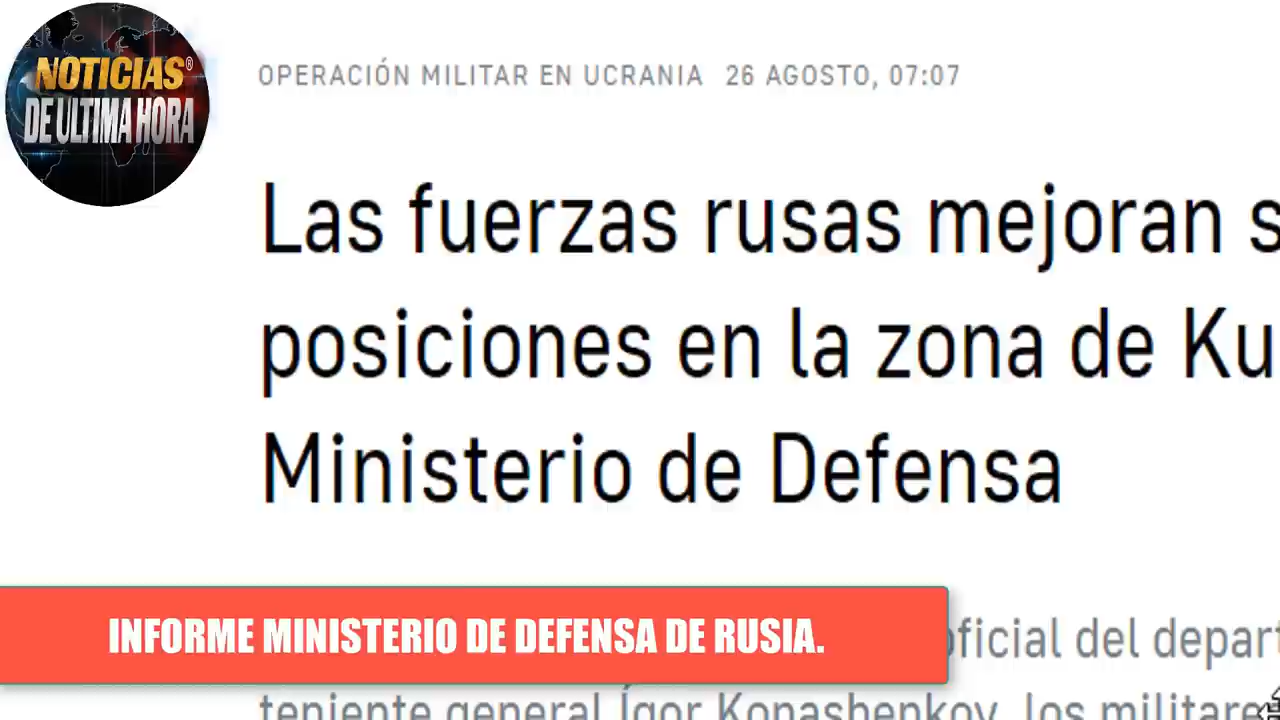 NOTICIAS®
DE ULTIMA HORA
OPERACIÓN MILITAR EN UCRANIA 26 AGOSTO, 07:07
Las fuerzas rusas mejoran s
posiciones en la zona de Ku
Ministerio de Defensa
INFORME MINISTERIO DE DEFENSA DE RUSIA.
oficial del depart
teniente general Ígor Konashenkov, los militares